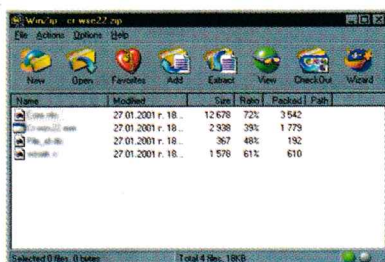 WinZip - crwse22.zip
File Actions Options Help
New Open Favorites Add Extract View CheckOut Wizard
Name Modified Size Ratio Packed Path
27.01.2001 г. 18... 12 678 72% 3 542
27.01.2001 г. 18... 2 938 39% 1 779
27.01.2001 г. 18... 367 48% 192
27.01.2001 г. 18... 1 578 61% 610
Selected 0 files, 0 bytes Total 4 files, 18KB